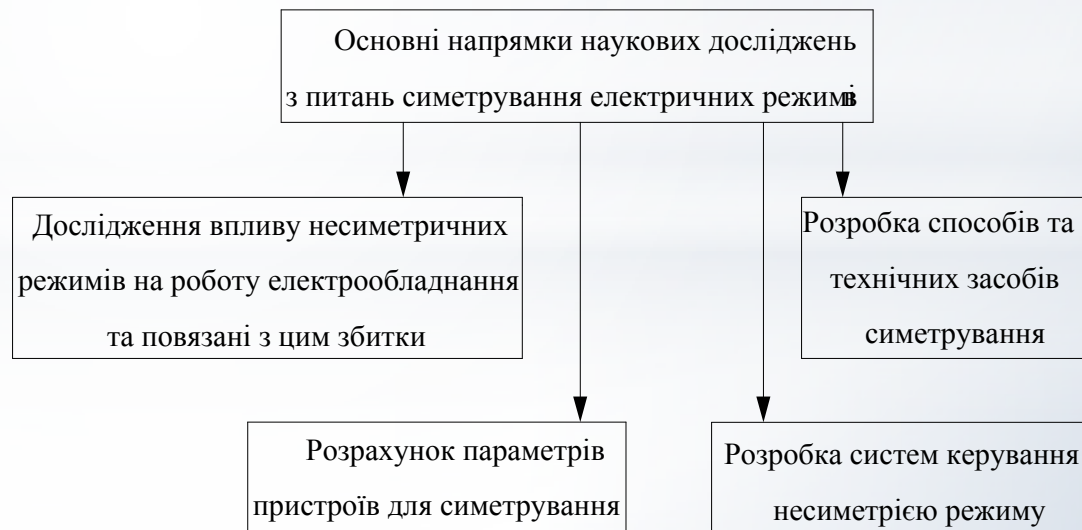 Основні напрямки наукових досліджень
з питань симетрування електричних режимів
Дослідження впливу несиметричних
режимів на роботу електрообладнання
та повязані з цим збитки
Розробка способів та
технічних засобів
симетрування
Розрахунок параметрів
пристроїв для симетрування
Розробка систем керування
несиметрією режиму